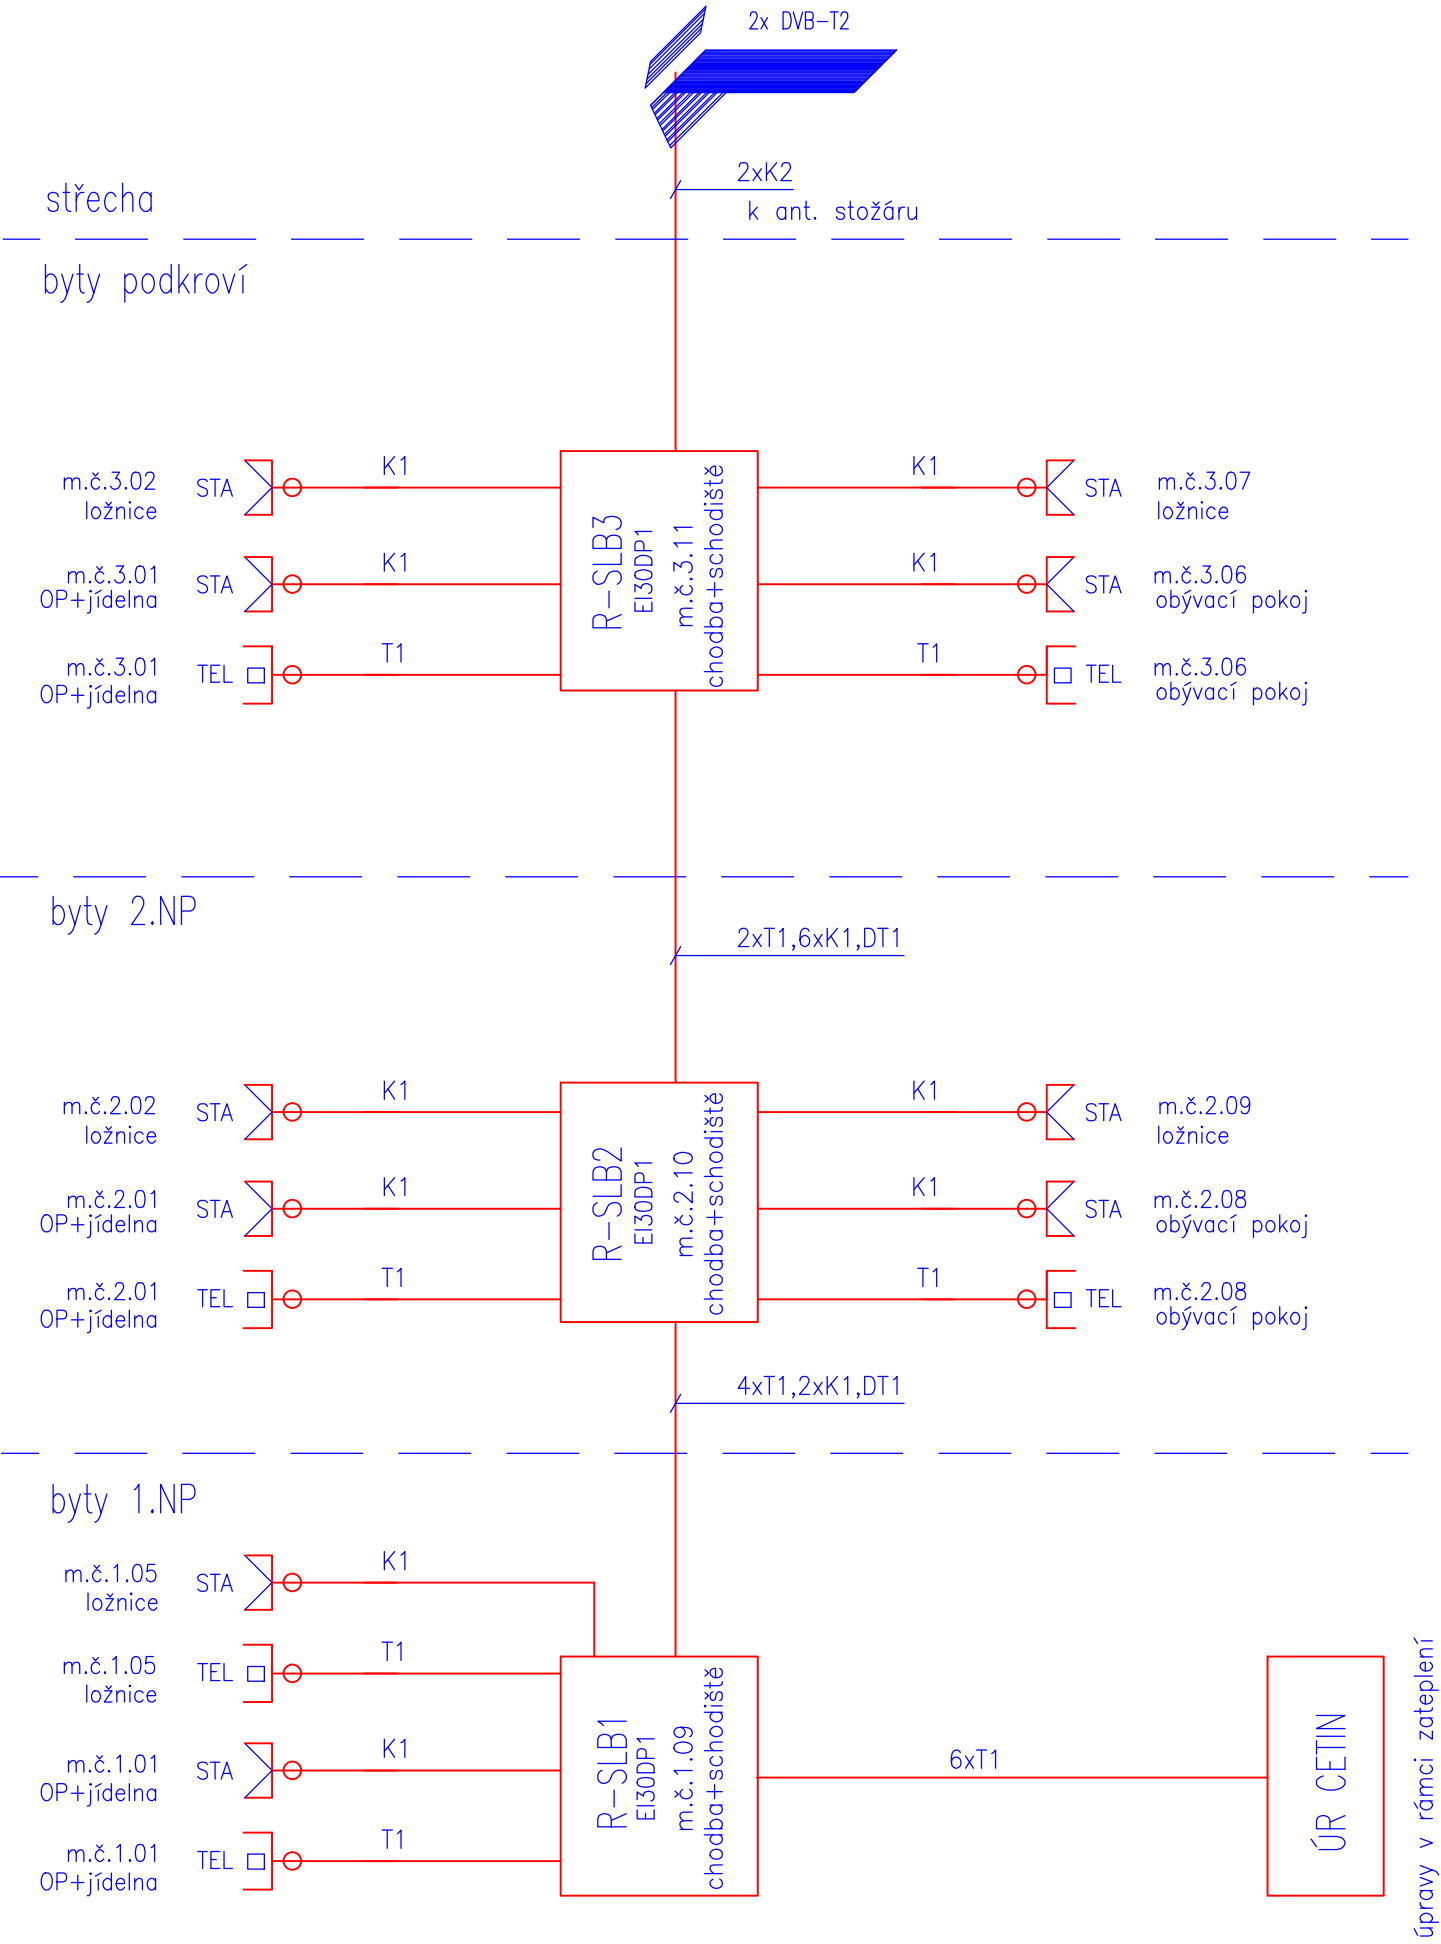 2x DVB-T2
2xK2
k ant. stožáru
střecha
byty podkroví
m.č.3.02
ložnice
STA
K1
K1
STA
m.č.3.07
ložnice
m.č.3.01
OP+jídelna
STA
K1
K1
STA
m.č.3.06
obývací pokoj
m.č.3.01
OP+jídelna
TEL
T1
T1
TEL
m.č.3.06
obývací pokoj
R-SLB3
EI30DP1
m.č.3.11
chodba+schodiště
byty 2.NP
2xT1,6xK1,DT1
m.č.2.02
ložnice
STA
K1
K1
STA
m.č.2.09
ložnice
m.č.2.01
OP+jídelna
STA
K1
K1
STA
m.č.2.08
obývací pokoj
m.č.2.01
OP+jídelna
TEL
T1
T1
TEL
m.č.2.08
obývací pokoj
R-SLB2
EI30DP1
m.č.2.10
chodba+schodiště
4xT1,2xK1,DT1
byty 1.NP
m.č.1.05
ložnice
STA
K1
m.č.1.05
ložnice
TEL
T1
m.č.1.01
OP+jídelna
STA
K1
m.č.1.01
OP+jídelna
TEL
T1
R-SLB1
EI30DP1
m.č.1.09
chodba+schodiště
6xT1
ÚR CETIN
úpravy v rámci zateplení